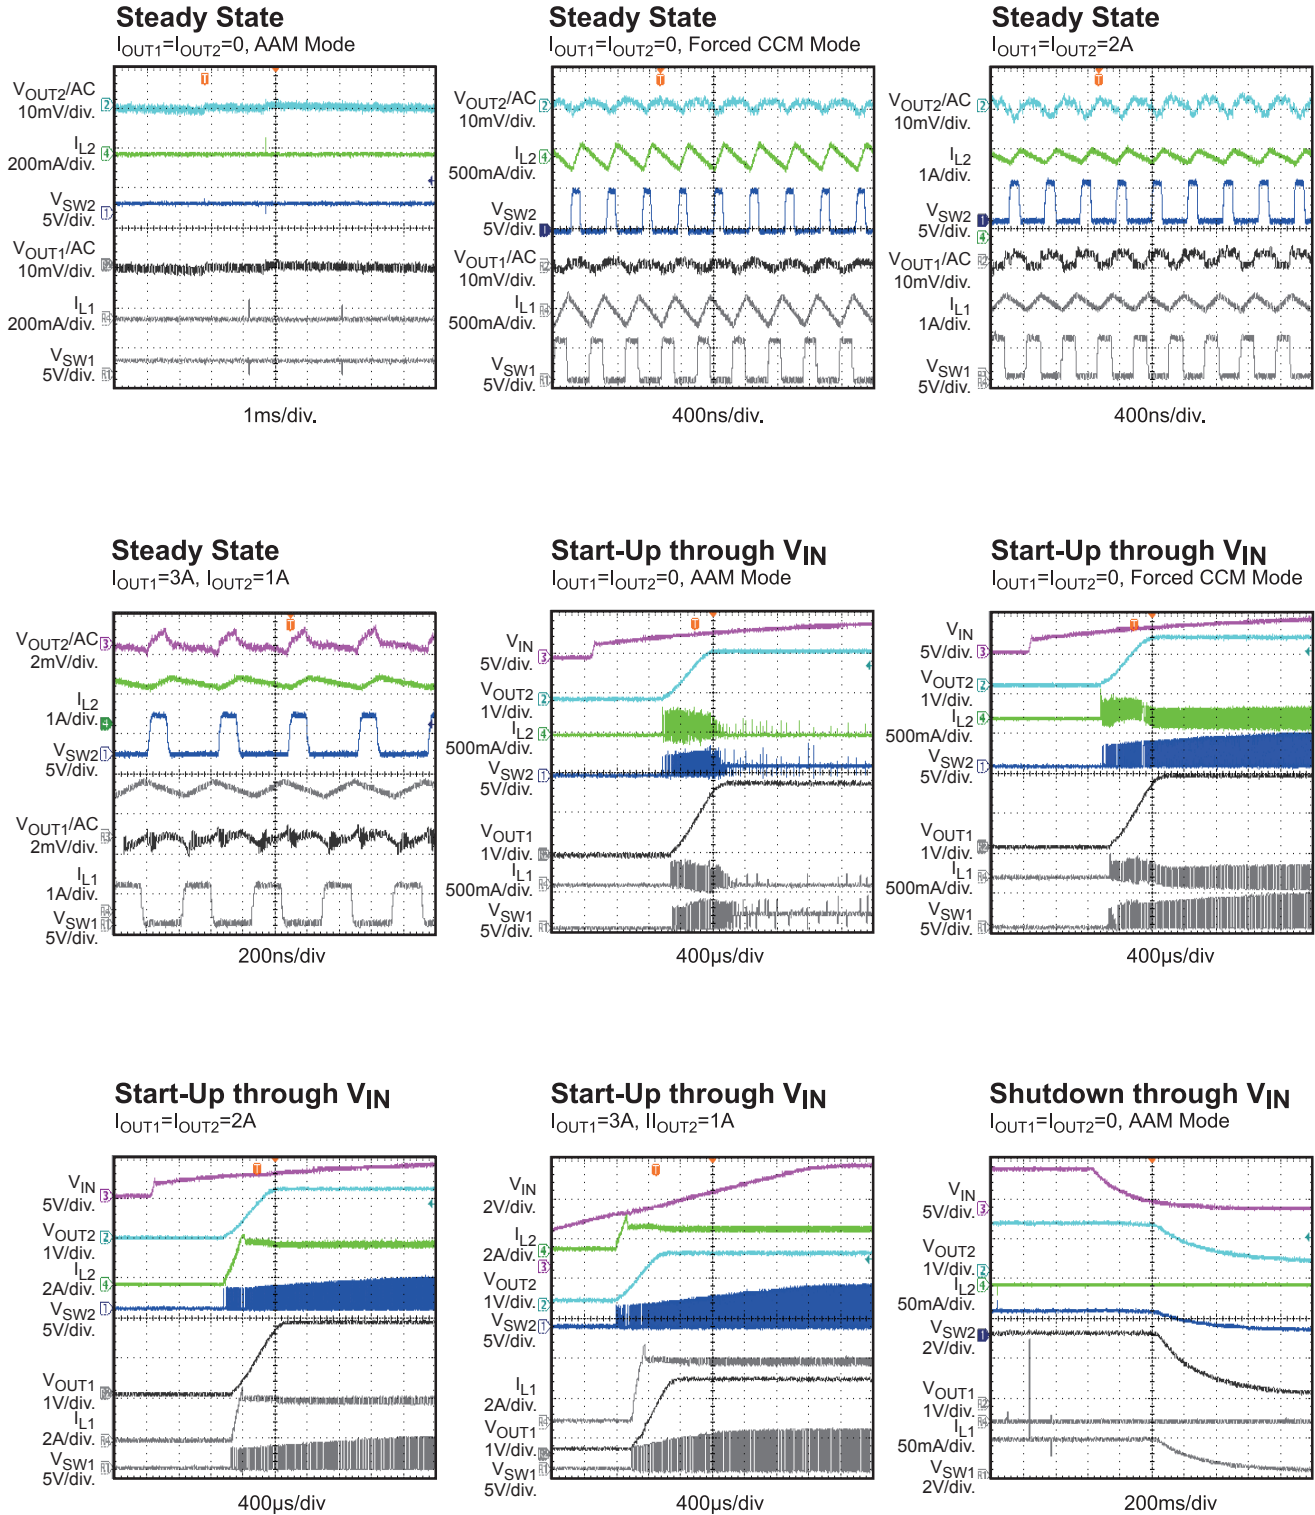 Steady State
IOUT1=IOUT2=0, AAM Mode
VOUT2/AC
10mV/div.
IL2
200mA/div.
VSW2
5V/div.
VOUT1/AC
10mV/div.
IL1
200mA/div.
VSW1
5V/div.
1ms/div.
Steady State
IOUT1=IOUT2=0, Forced CCM Mode
VOUT2/AC
10mV/div.
IL2
500mA/div.
VSW2
5V/div.
VOUT1/AC
10mV/div.
IL1
500mA/div.
VSW1
5V/div.
400ns/div.
Steady State
IOUT1=IOUT2=2A
VOUT2/AC
10mV/div.
IL2
1A/div.
VSW2
5V/div.
VOUT1/AC
10mV/div.
IL1
1A/div.
VSW1
5V/div.
400ns/div.
Steady State
IOUT1=3A, IOUT2=1A
VOUT2/AC
2mV/div.
IL2
1A/div.
VSW2
5V/div.
VOUT1/AC
2mV/div.
IL1
1A/div.
VSW1
5V/div.
200ns/div
Start-Up through VIN
IOUT1=IOUT2=0, AAM Mode
VIN
5V/div.
VOUT2
1V/div.
IL2
500mA/div.
VSW2
5V/div.
VOUT1
1V/div.
IL1
500mA/div.
VSW1
5V/div.
400µs/div
Start-Up through VIN
IOUT1=IOUT2=0, Forced CCM Mode
VIN
5V/div.
VOUT2
1V/div.
IL2
500mA/div.
VSW2
5V/div.
VOUT1
1V/div.
IL1
500mA/div.
VSW1
5V/div.
400µs/div
Start-Up through VIN
IOUT1=IOUT2=2A
VIN
5V/div.
VOUT2
1V/div.
IL2
2A/div.
VSW2
5V/div.
VOUT1
1V/div.
IL1
2A/div.
VSW1
5V/div.
400µs/div
Start-Up through VIN
IOUT1=3A, IIOUT2=1A
VIN
2V/div.
IL2
2A/div.
VOUT2
1V/div.
VSW2
5V/div.
IL1
2A/div.
VOUT1
1V/div.
VSW1
5V/div.
400µs/div
Shutdown through VIN
IOUT1=IOUT2=0, AAM Mode
VIN
5V/div.
VOUT2
1V/div.
IL2
50mA/div.
VSW2
2V/div.
VOUT1
1V/div.
IL1
50mA/div.
VSW1
2V/div.
200ms/div